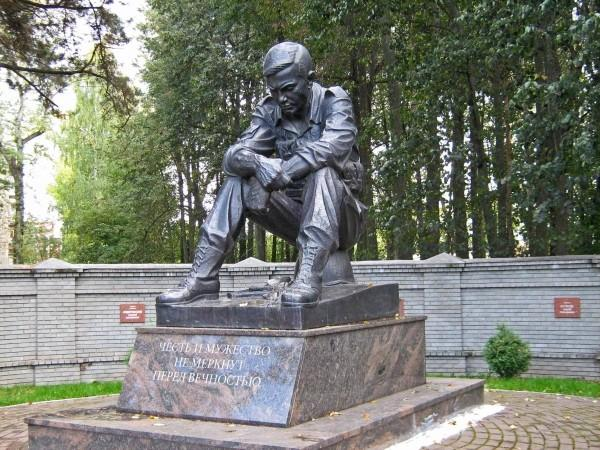 ЧЕСТЬ И МУЖЕСТВО
НЕ МЕРКНУТ
ПЕРЕД ВЕЧНОСТЬЮ